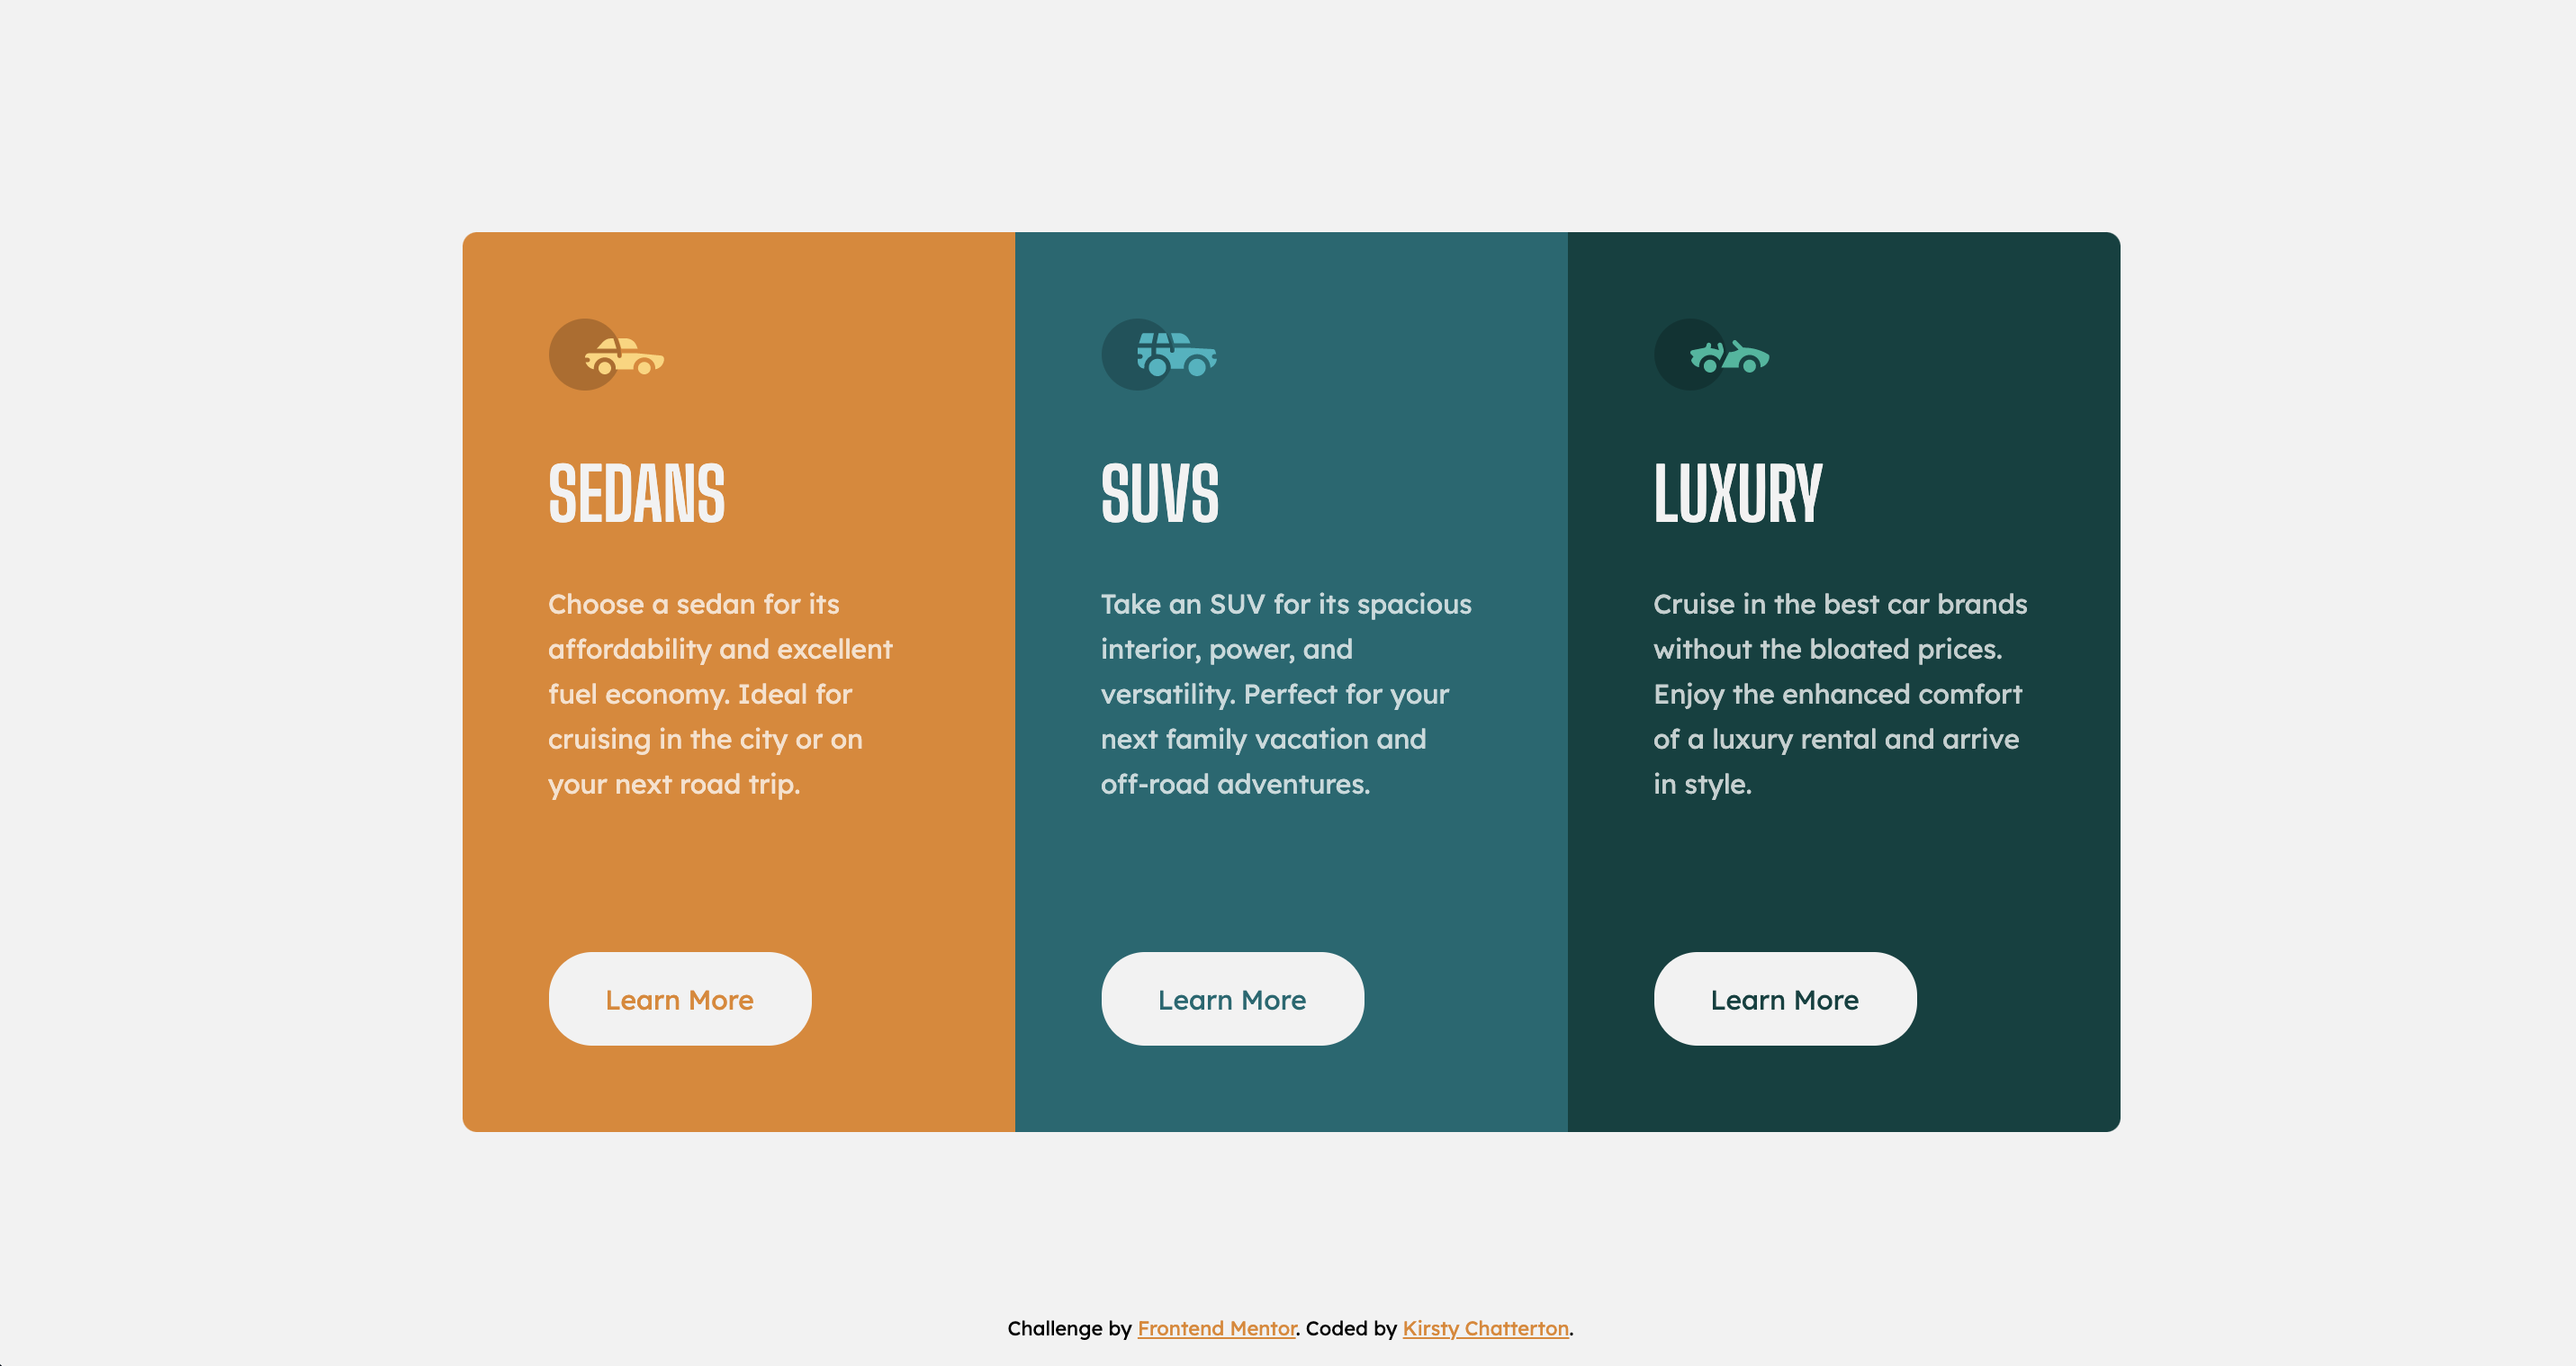 SEDANS
Choose a sedan for its
affordability and excellent
fuel economy. Ideal for
cruising in the city or on
your next road trip.
Learn More
SUVS
Take an SUV for its spacious
interior, power, and
versatility. Perfect for your
next family vacation and
off-road adventures.
Learn More
LUXURY
Cruise in the best car brands
without the bloated prices.
Enjoy the enhanced comfort
of a luxury rental and arrive
in style.
Learn More
Challenge by Frontend Mentor. Coded by Kirsty Chatterton.